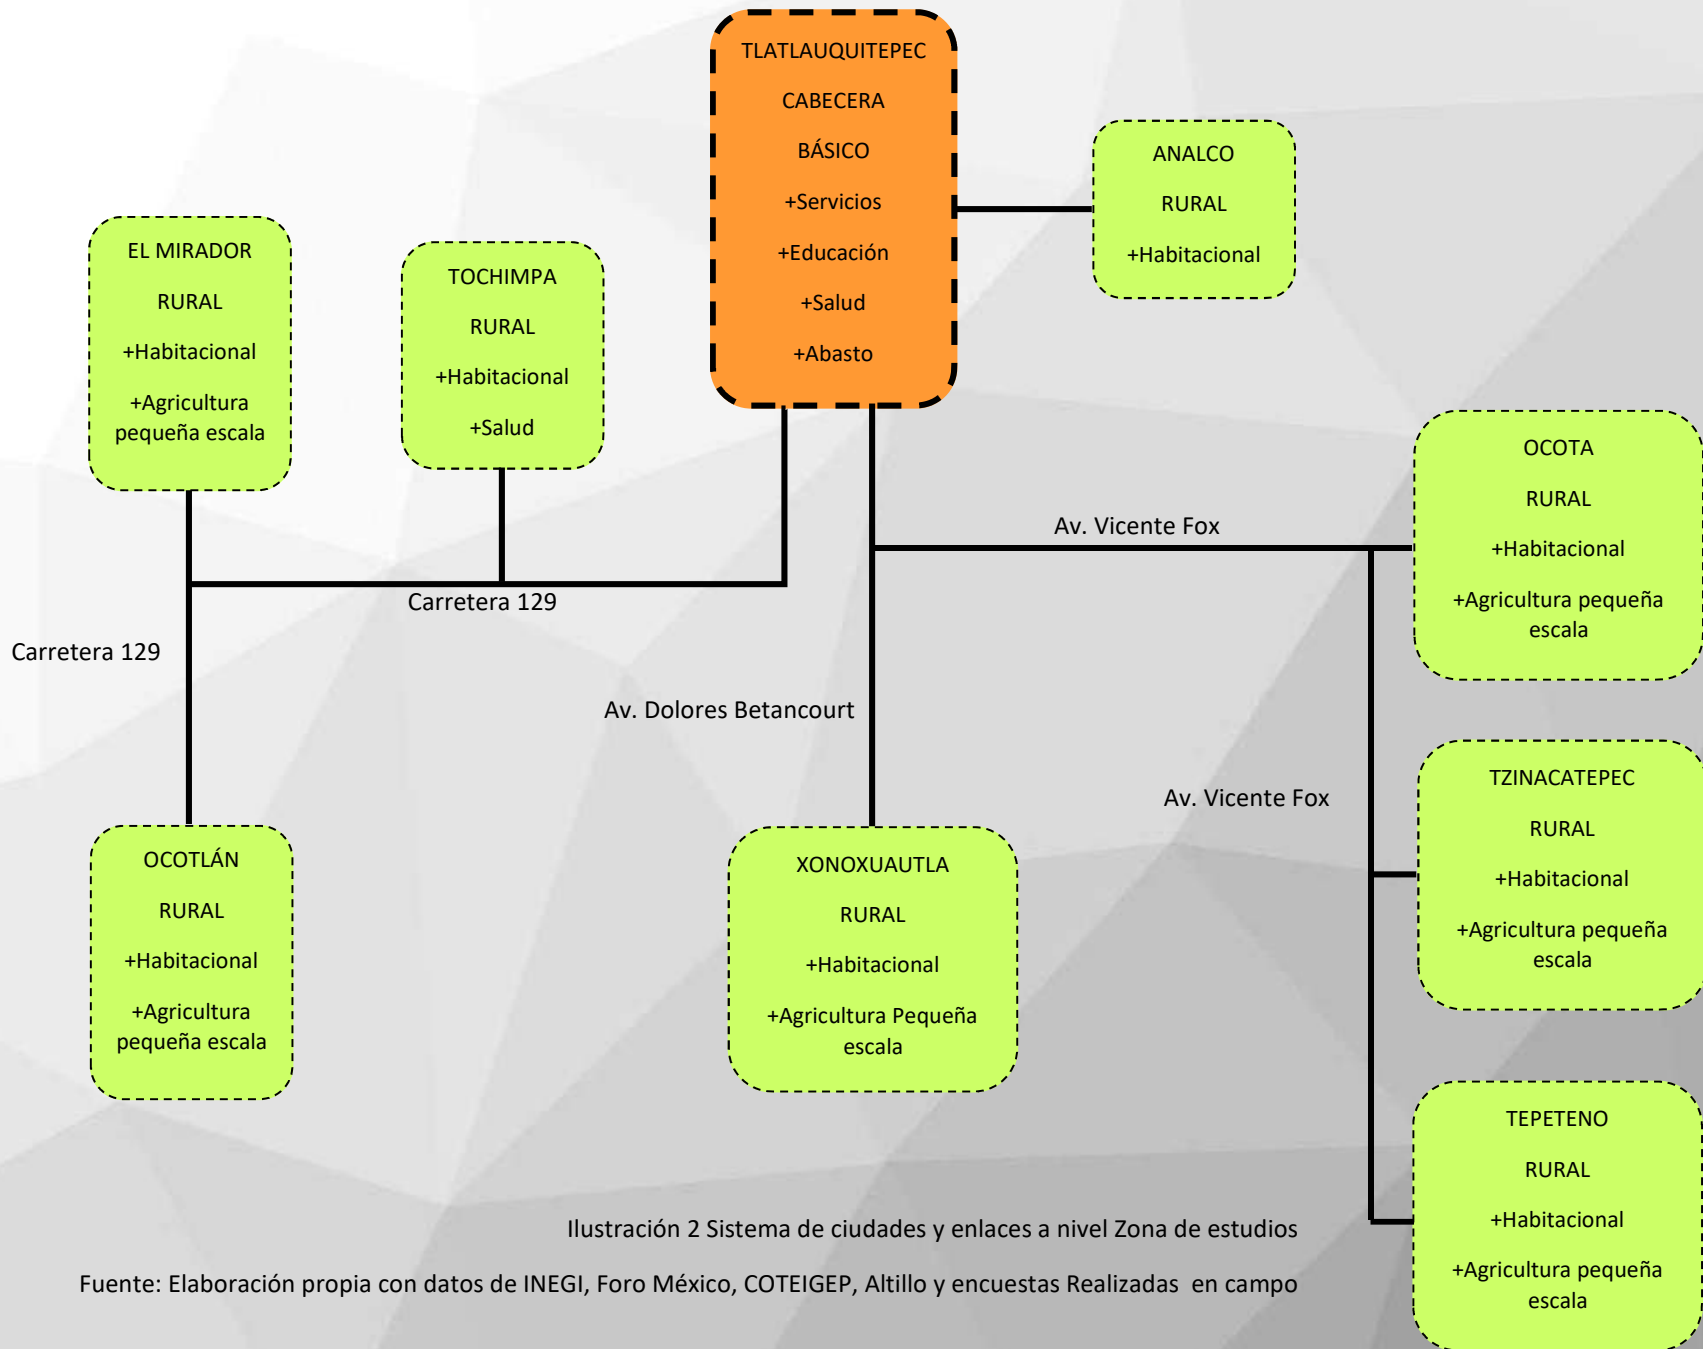 TLATLAUQUITEPEC
CABECERA
BÁSICO
+Servicios
+Educación
+Salud
+Abasto
ANALCO
RURAL
+Habitacional
EL MIRADOR
RURAL
+Habitacional
+Agricultura
pequeña escala
TOCHIMPA
RURAL
+Habitacional
+Salud
OCOTA
RURAL
+Habitacional
+Agricultura pequeña
escala
Av. Vicente Fox
Carretera 129
Carretera 129
Av. Dolores Betancourt
Av. Vicente Fox
TZINACATEPEC
RURAL
+Habitacional
+Agricultura pequeña
escala
OCOTLÁN
RURAL
+Habitacional
+Agricultura
pequeña escala
XONOXUAUTLA
RURAL
+Habitacional
+Agricultura Pequeña
escala
TEPETENO
RURAL
+Habitacional
+Agricultura pequeña
escala
Ilustración 2 Sistema de ciudades y enlaces a nivel Zona de estudios
Fuente: Elaboración propia con datos de INEGI, Foro México, COTEIGEP, Altillo y encuestas Realizadas en campo